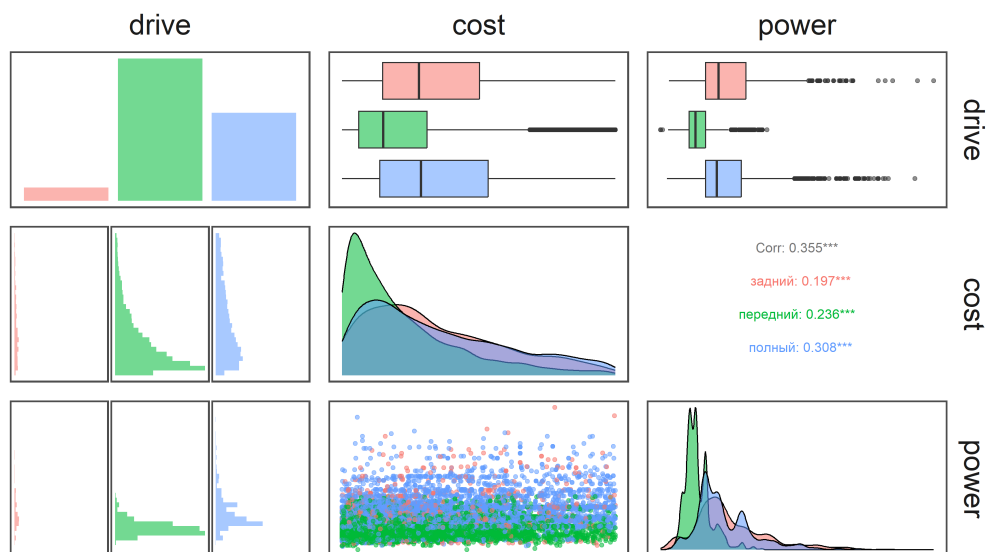 drive
cost
power
drive
Corr: 0.355***
задний: 0.197***
передний: 0.236***
полный: 0.308***
cost
power